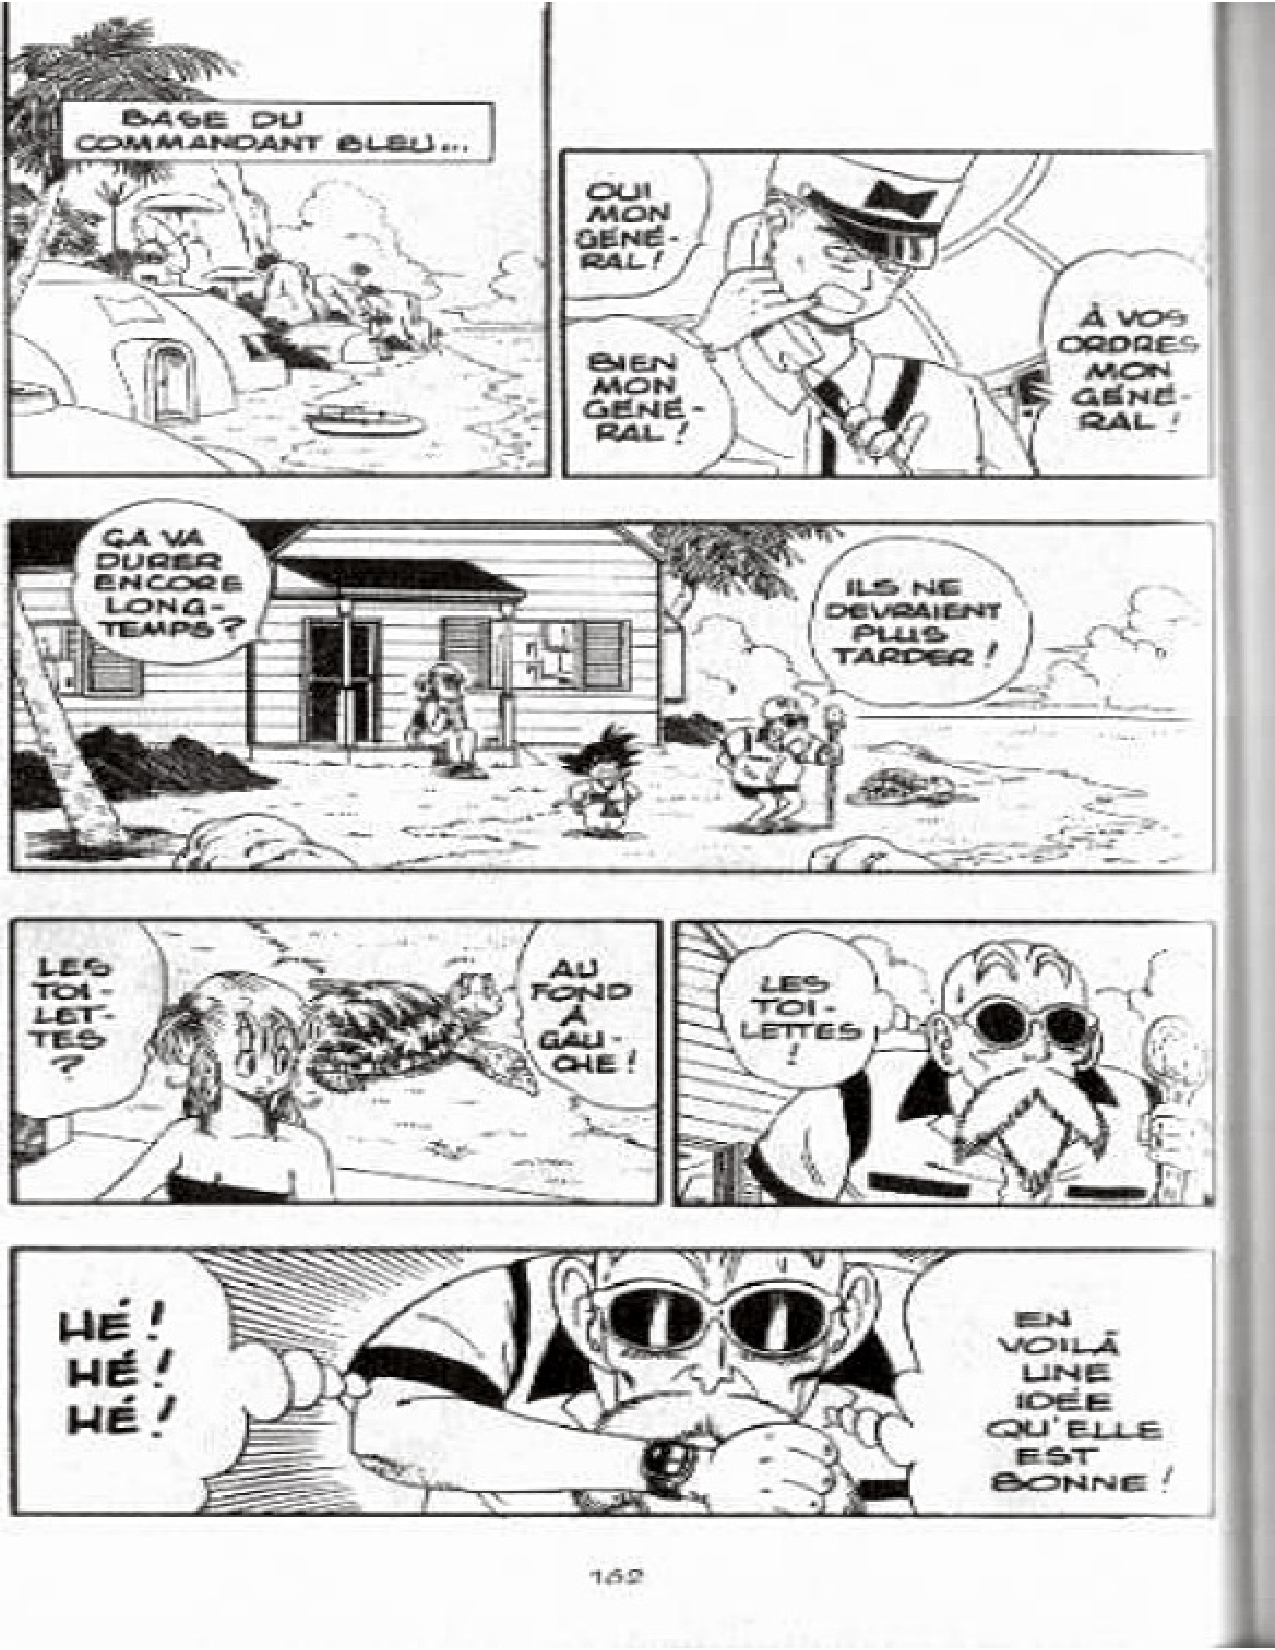 BASE DU
COMMANDANT BLEU...
OUI
MON
GÉNÉ-
RAL!
BIEN
MON
GÉNÉ-
RAL!
À VOS
ORDRES
MON
GÉNÉ-
RAL!
ÇA VA
DURER
ENCORE
LONG-
TEMPS?
ILS NE
DEVRAIENT
PLUS
TARDER!
LES
TOI-
LET-
TES
?
AU
FOND
À
GAU-
CHE!
LES
TOI-
LETTES
!
HÉ!
HÉ!
HÉ!
EN
VOILÀ
UNE
IDÉE
QU'ELLE
EST
BONNE!
162